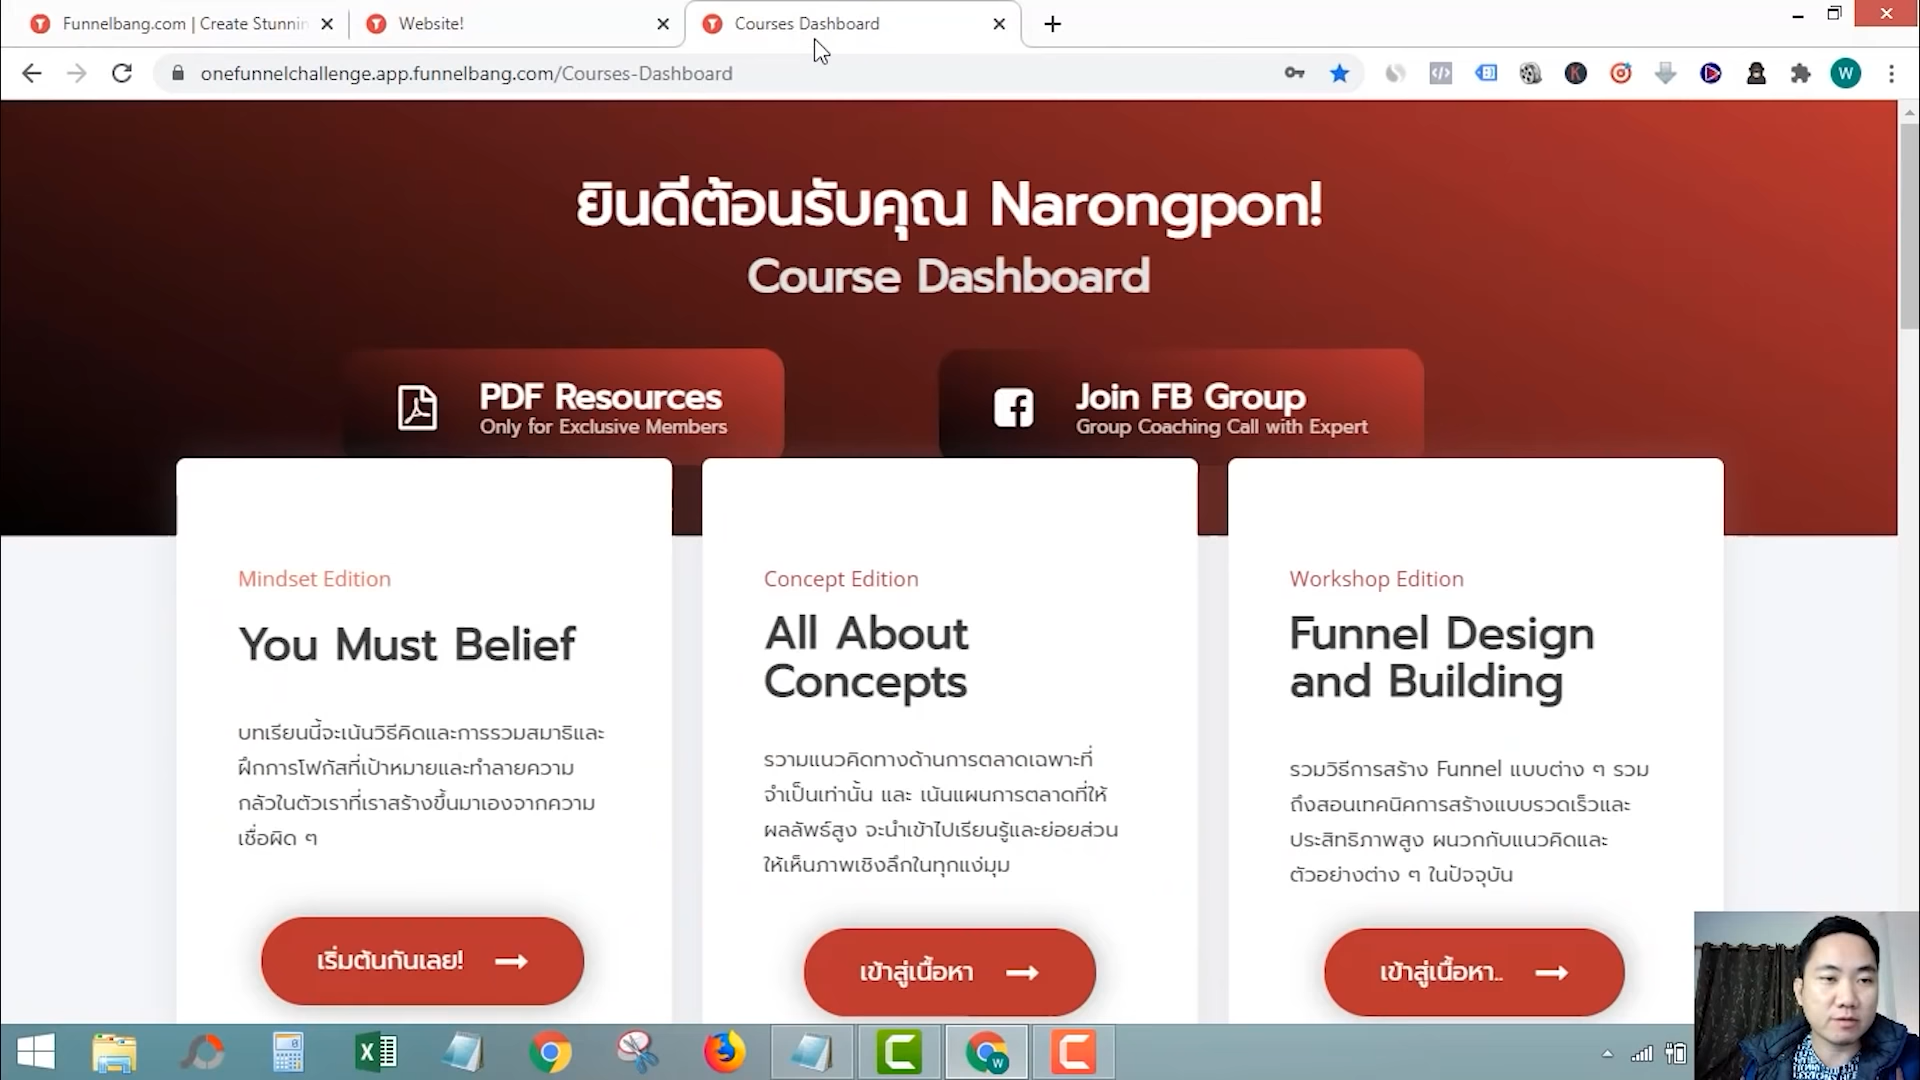 Funnelbang.com | Create Stunnin
Website!
Courses Dashboard
onefunnelchallenge.app.funnelbang.com/Courses-Dashboard
W
ยินดีต้อนรับคุณ Narongpon!
Course Dashboard
PDF Resources
Only for Exclusive Members
Join FB Group
Group Coaching Call with Expert
Mindset Edition
You Must Belief
บทเรียนนี้จะเน้นวิธีคิดและการรวมสมาธิและ
ฝึกการโฟกัสที่เป้าหมายและทำลายความ
กลัวในตัวเราที่เราสร้างขึ้นมาเองจากความ
เชื่อผิด ๆ
เริ่มต้นกันเลย!
Concept Edition
All About
Concepts
รวามแนวคิดทางด้านการตลาดเฉพาะที่
จำเป็นเท่านั้น และ เน้นแผนการตลาดที่ให้
ผลลัพธ์สูง จะนำเข้าไปเรียนรู้และย่อยส่วน
ให้เห็นภาพเชิงลึกในทุกแง่มุม
เข้าสู่เนื้อหา
Workshop Edition
Funnel Design
and Building
รวมวิธีการสร้าง Funnel แบบต่าง ๆ รวม
ถึงสอนเทคนิคการสร้างแบบรวดเร็วและ
ประสิทธิภาพสูง ผนวกกับแนวคิดและ
ตัวอย่างต่าง ๆ ในปัจจุบัน
เข้าสู่เนื้อหา..